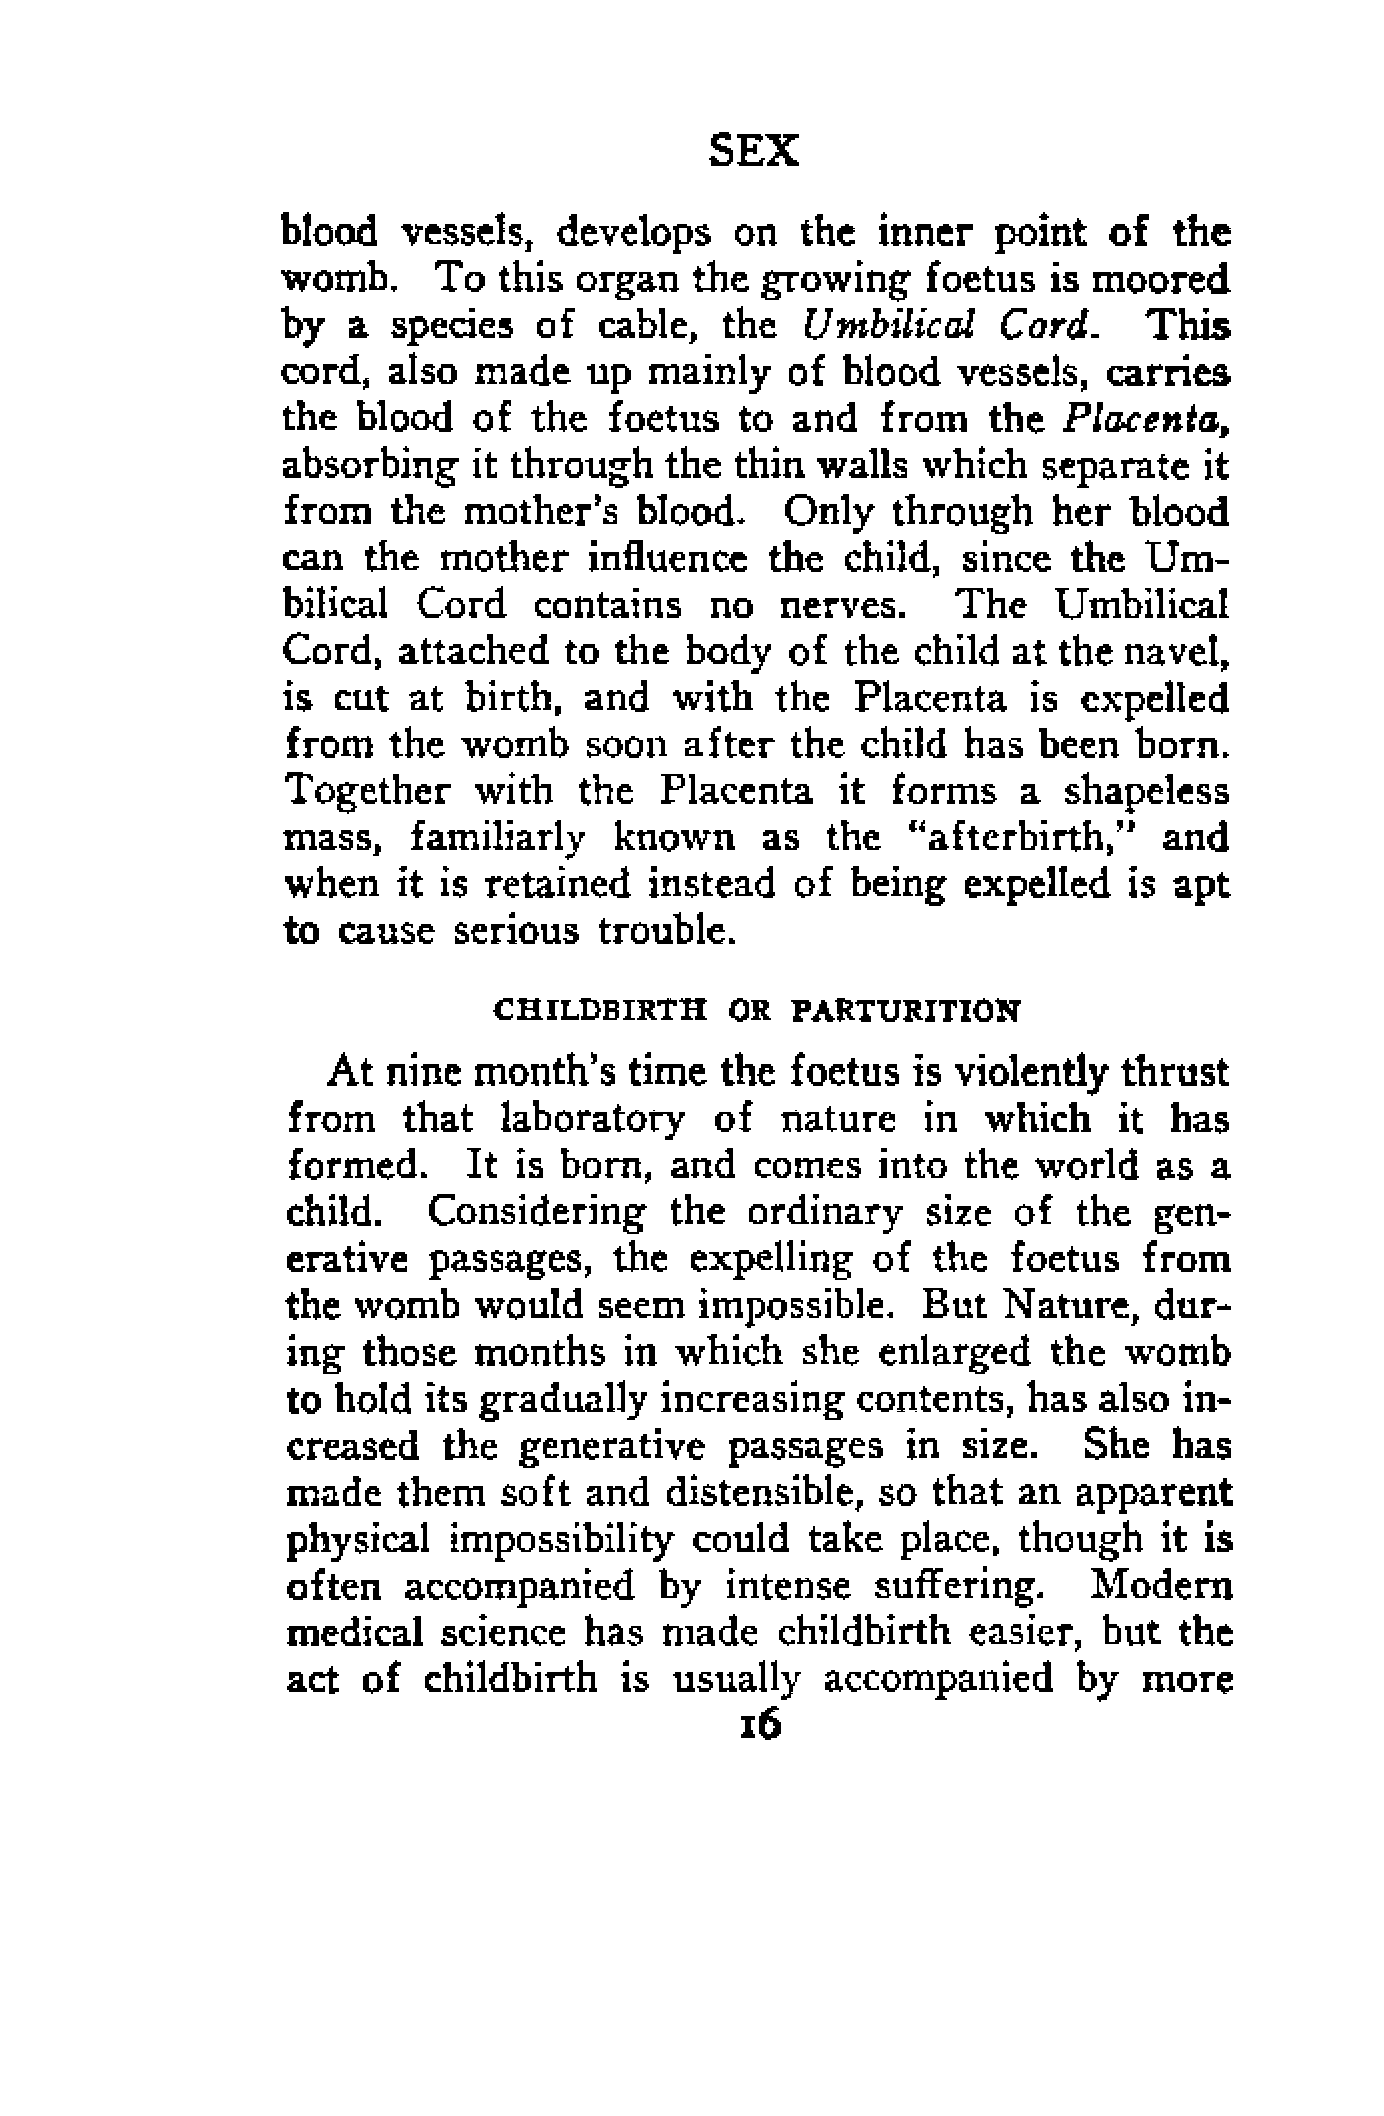 SEX
blood vessels, develops on the inner point of the
womb. To this organ the growing foetus is moored
by a species of cable, the Umbilical Cord. This
cord, also made up mainly of blood vessels, carries
the blood of the foetus to and from the Placenta,
absorbing it through the thin walls which separate it
from the mother's blood. Only through her blood
can the mother influence the child, since the Um-
bilical Cord contains no nerves. The Umbilical
Cord, attached to the body of the child at the navel,
is cut at birth, and with the Placenta is expelled
from the womb soon after the child has been born.
Together with the Placenta it forms a shapeless
mass, familiarly known as the "afterbirth," and
when it is retained instead of being expelled is apt
to cause serious trouble.
CHILDBIRTH OR PARTURITION
At nine month's time the foetus is violently thrust
from that laboratory of nature in which it has
formed. It is born, and comes into the world as a
child. Considering the ordinary size of the gen-
erative passages, the expelling of the foetus from
the womb would seem impossible. But Nature, dur-
ing those months in which she enlarged the womb
to hold its gradually increasing contents, has also in-
creased the generative passages in size. She has
made them soft and distensible, so that an apparent
physical impossibility could take place, though it is
often accompanied by intense suffering. Modern
medical science has made childbirth easier, but the
act of childbirth is usually accompanied by more
16